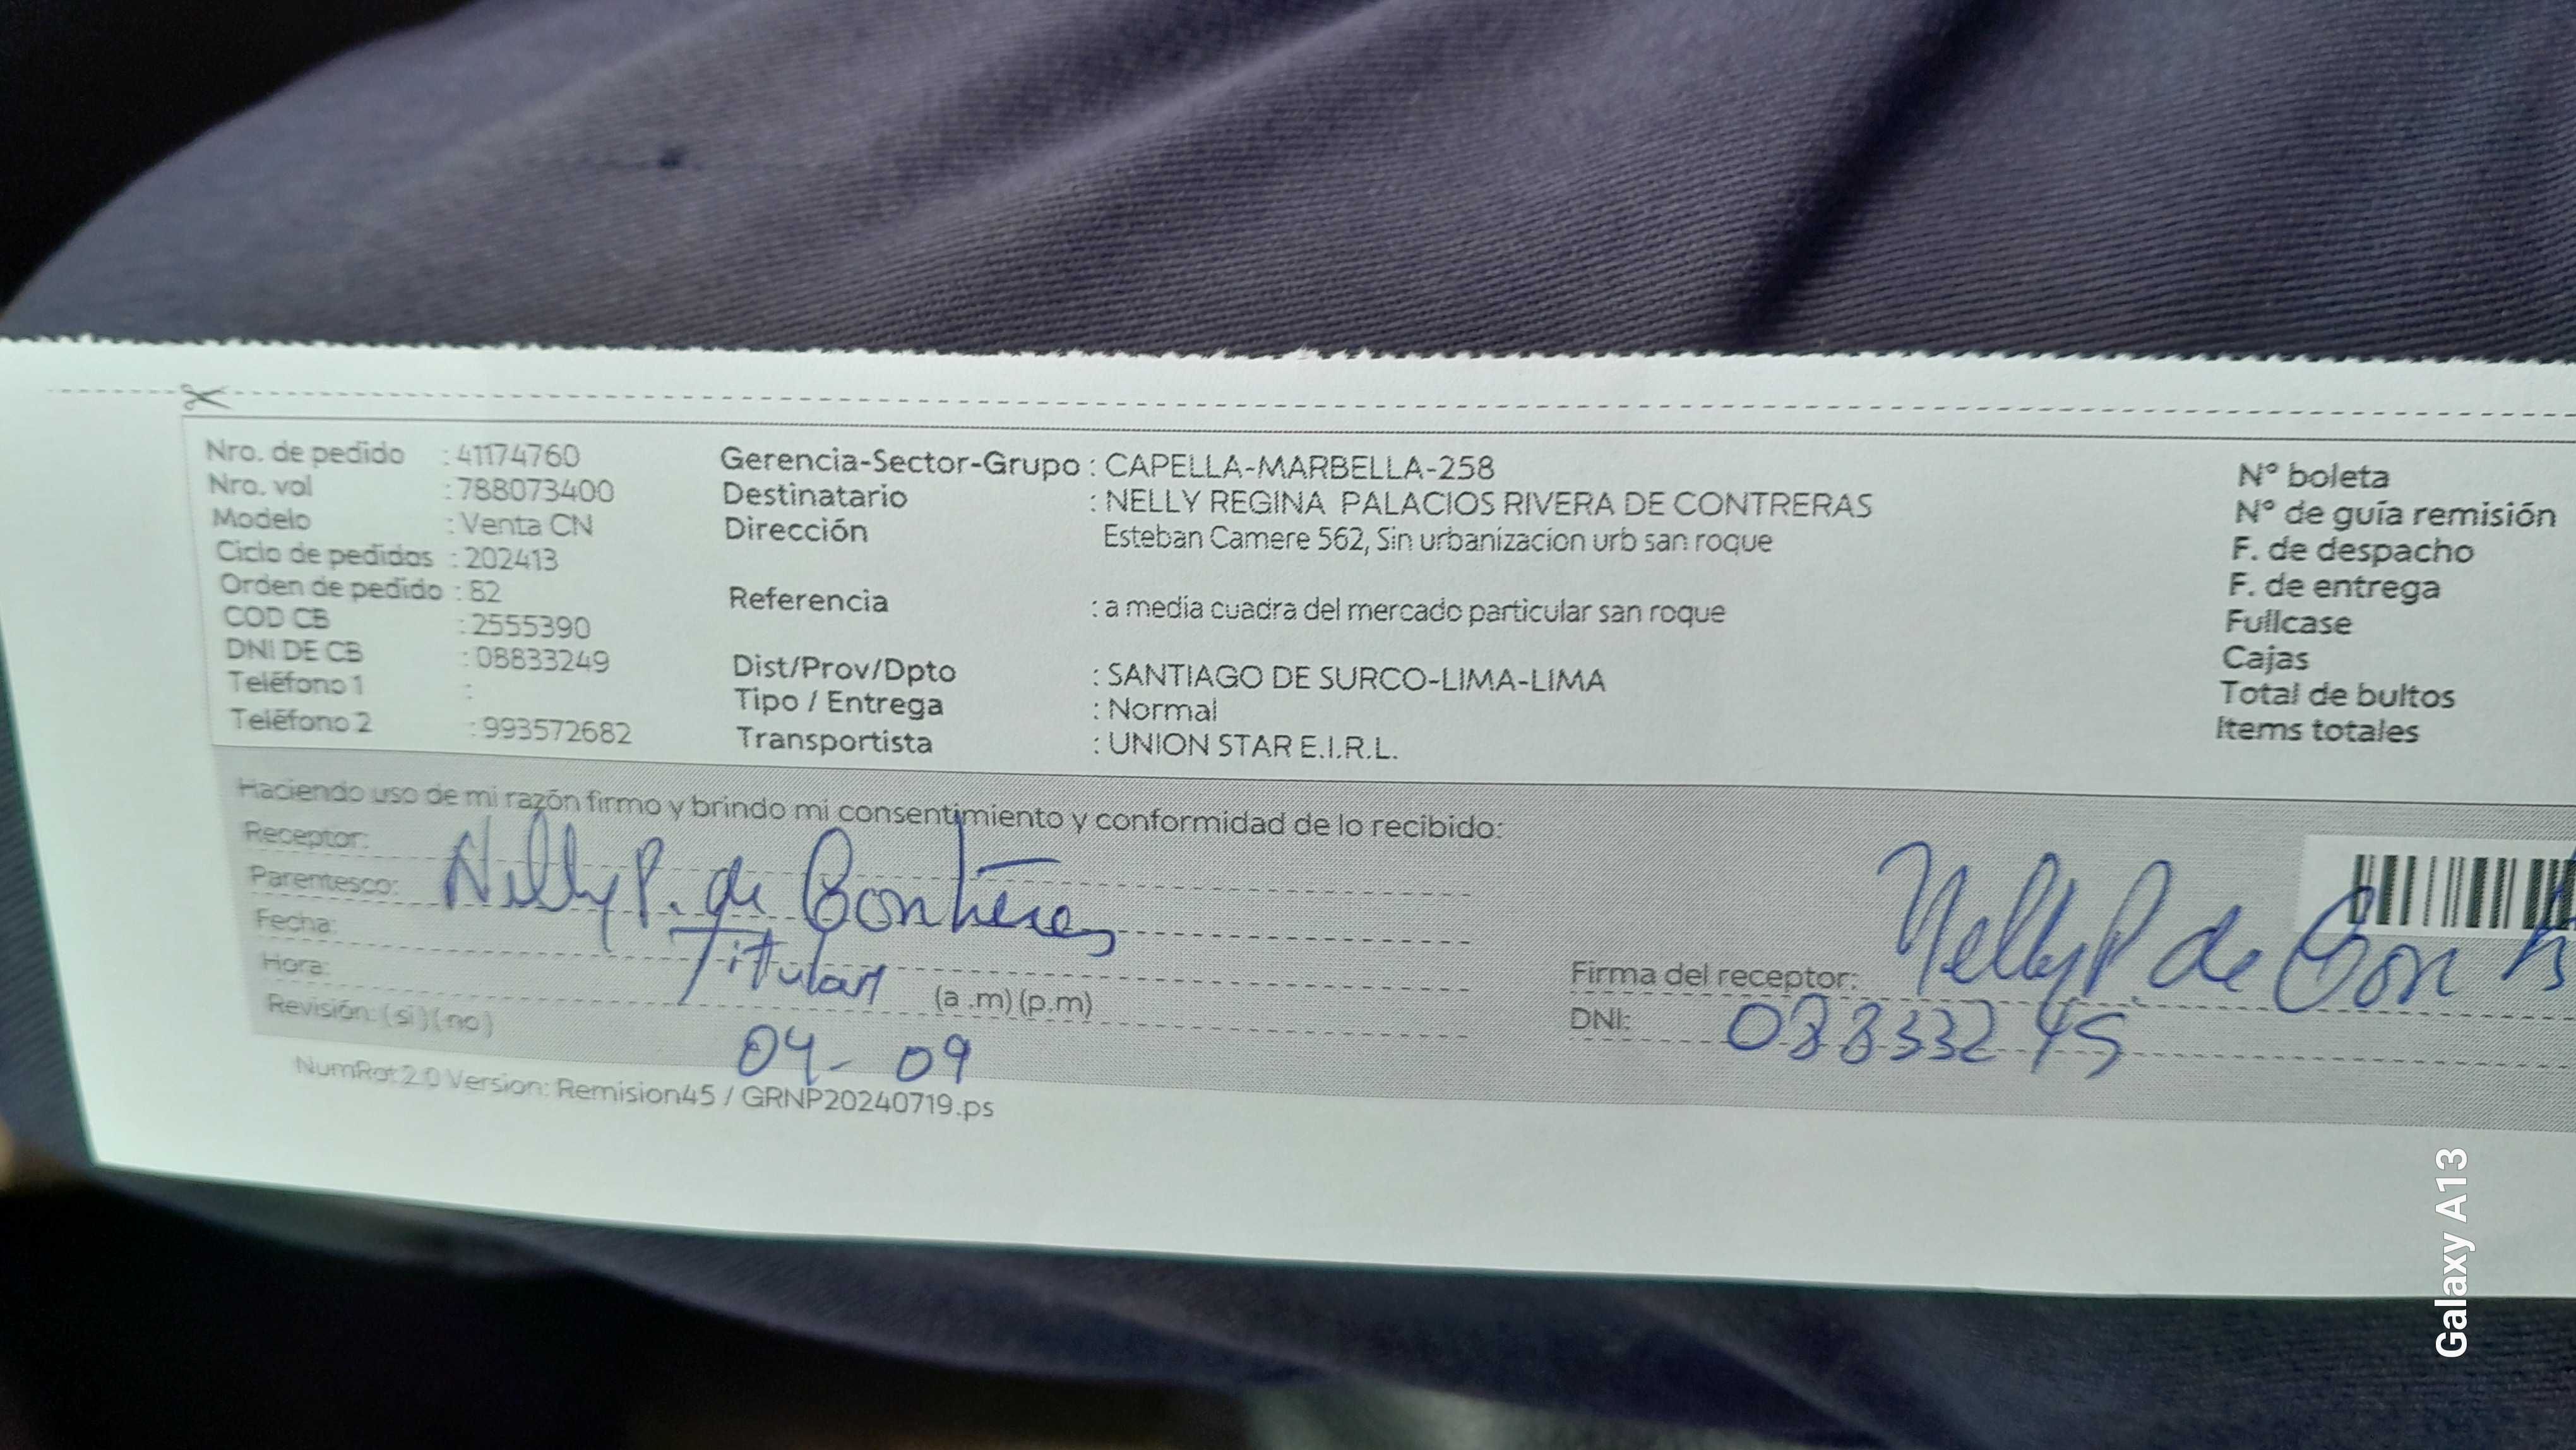 Nro. de pedido : 41174760
Nro. vol : 788073400
Modelo : Venta CN
Ciclo de pedidos : 202413
Orden de pedido : 82
COD CB : 2555390
DNI DE CB : 08833249
Teléfono 1 :
Teléfono 2 : 993572682
Gerencia-Sector-Grupo : CAPELLA-MARBELLA-258
Destinatario : NELLY REGINA PALACIOS RIVERA DE CONTRERAS
Dirección Esteban Camere 562, Sin urbanizacion urb san roque
Referencia : a media cuadra del mercado particular san roque
Dist/Prov/Dpto : SANTIAGO DE SURCO-LIMA-LIMA
Tipo / Entrega : Normal
Transportista : UNION STAR E.I.R.L.
N° boleta
N° de guía remisión
F. de despacho
F. de entrega
Fullcase
Cajas
Total de bultos
Items totales
Haciendo uso de mi razón firmo y brindo mi consentimiento y conformidad de lo recibido:
Receptor:
Parentesco: Nelly P. de Contreras
Fecha: Titular
Hora: (a .m) (p.m)
Revisión: ( si ) ( no )
04- 09
Firma del receptor: Nelly P. de Con
DNI: 08833245
NumRot 2.0 Version: Remision45 / GRNP20240719.ps
Galaxy A13